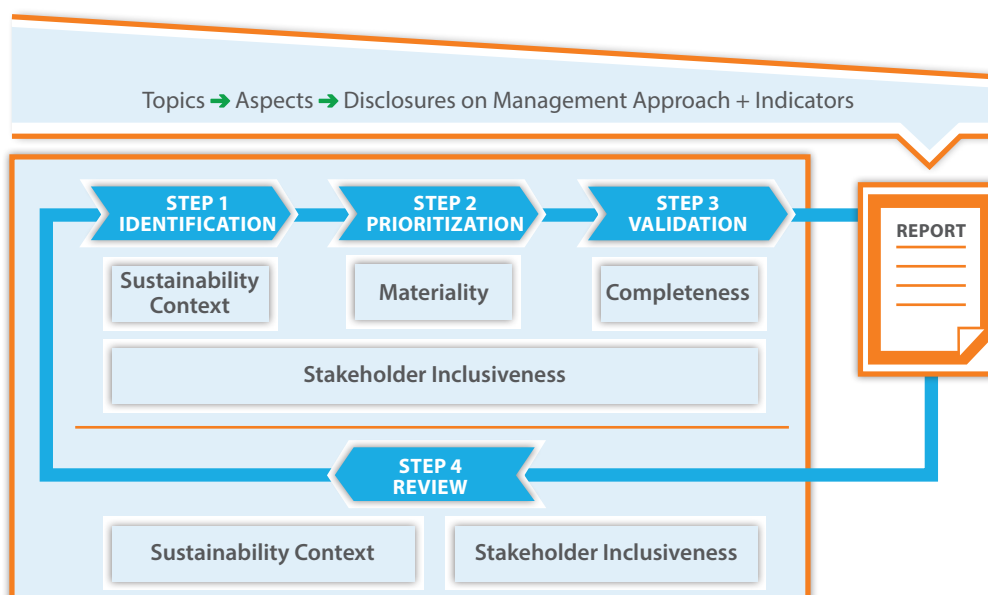 Topics ➔ Aspects ➔ Disclosures on Management Approach + Indicators
STEP 1
IDENTIFICATION
STEP 2
PRIORITIZATION
STEP 3
VALIDATION
REPORT
Sustainability
Context
Materiality
Completeness
Stakeholder Inclusiveness
STEP 4
REVIEW
Sustainability Context
Stakeholder Inclusiveness